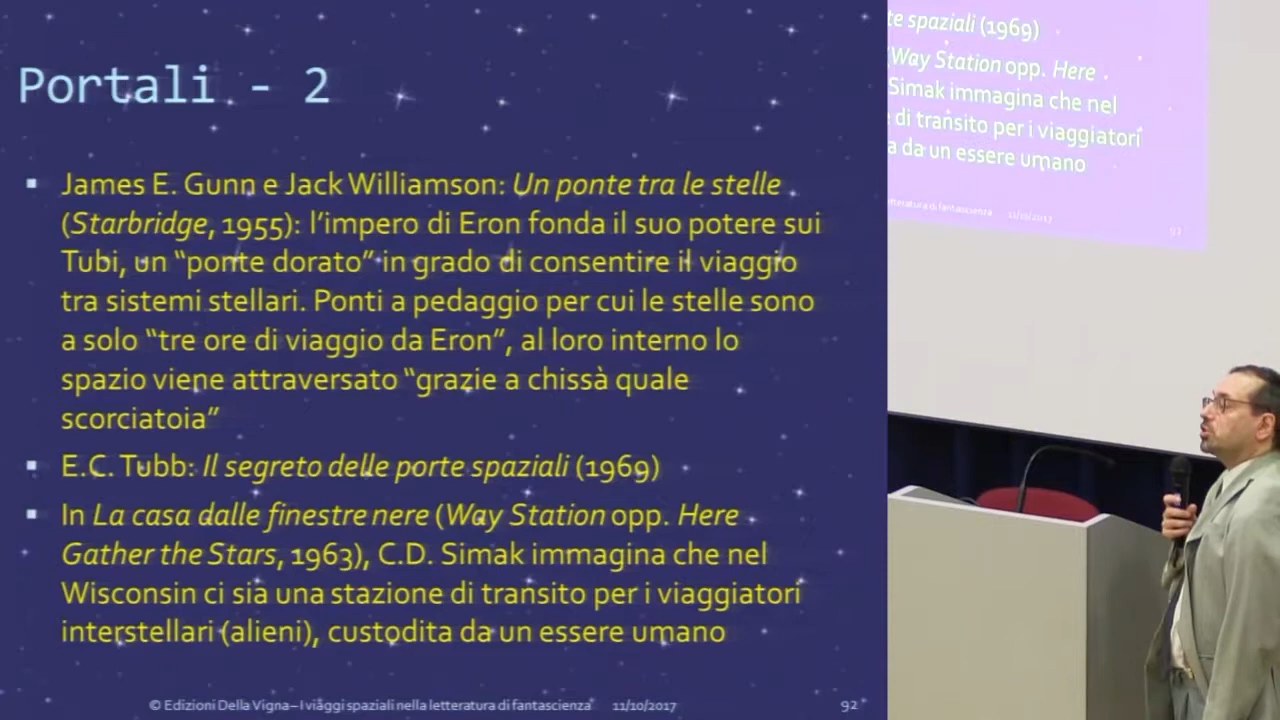 Portali - 2
▪ James E. Gunn e Jack Williamson: Un ponte tra le stelle
(Starbridge, 1955): l’impero di Eron fonda il suo potere sui
Tubi, un “ponte dorato” in grado di consentire il viaggio
tra sistemi stellari. Ponti a pedaggio per cui le stelle sono
a solo “tre ore di viaggio da Eron”, al loro interno lo
spazio viene attraversato “grazie a chissà quale
scorciatoia”
▪ E.C. Tubb: Il segreto delle porte spaziali (1969)
▪ In La casa dalle finestre nere (Way Station opp. Here
Gather the Stars, 1963), C.D. Simak immagina che nel
Wisconsin ci sia una stazione di transito per i viaggiatori
interstellari (alieni), custodita da un essere umano
© Edizioni Della Vigna – I viaggi spaziali nella letteratura di fantascienza 11/10/2017 92
spaziali (1969)
(Way Station opp. Here
Simak immagina che nel
di transito per i viaggiatori
a da un essere umano
letteratura di fantascienza 11/10/2017
92